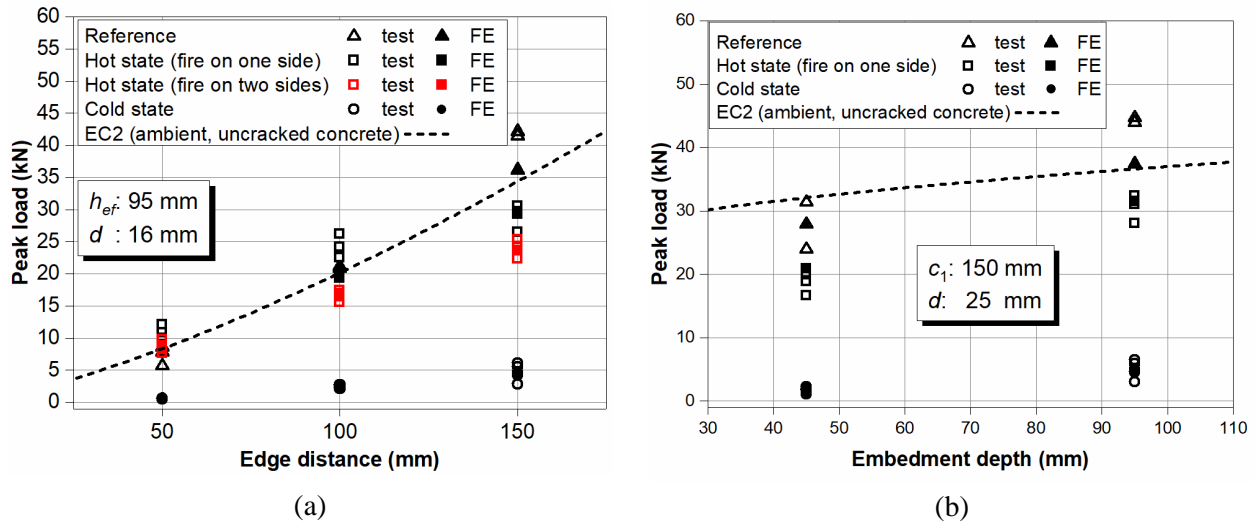 60
55
50
45
40
35
30
25
20
15
10
5
0
Peak load (kN)
Reference test FE
Hot state (fire on one side) test FE
Hot state (fire on two sides) test FE
Cold state test FE
EC2 (ambient, uncracked concrete)
hef: 95 mm
d : 16 mm
50 100 150
Edge distance (mm)
(a)
60
50
40
30
20
10
0
Peak load (kN)
Reference test FE
Hot state (fire on one side) test FE
Cold state test FE
EC2 (ambient, uncracked concrete)
c1: 150 mm
d: 25 mm
30 40 50 60 70 80 90 100 110
Embedment depth (mm)
(b)